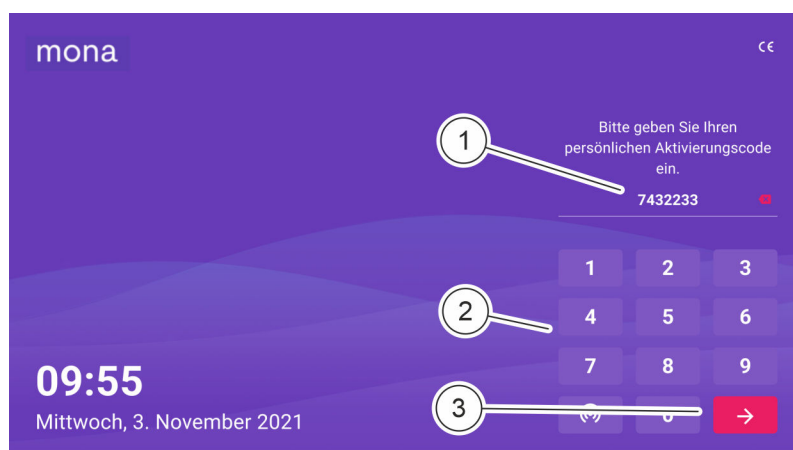 mona
CE
1
Bitte geben Sie Ihren
persönlichen Aktivierungscode
ein.
7432233
1 2 3
2
4 5 6
7 8 9
09:55
3
Mittwoch, 3. November 2021